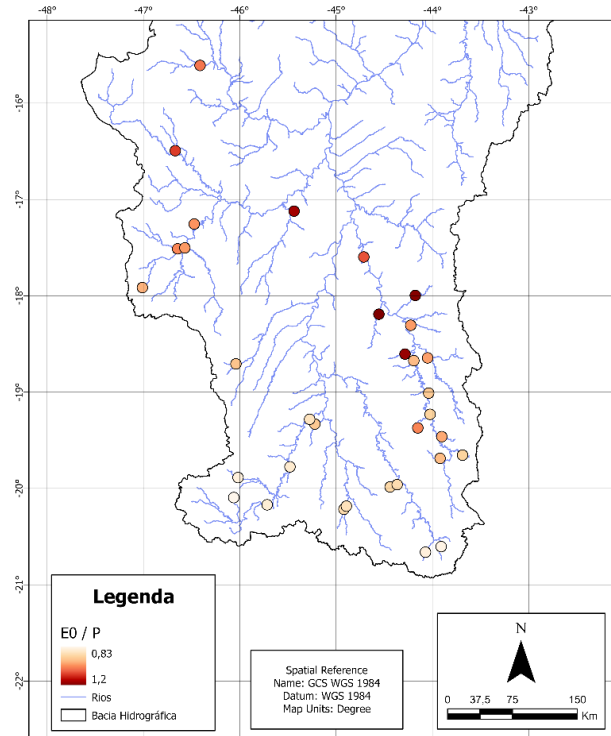 -48° -47° -46° -45° -44° -43°
-16°
-17°
-18°
-19°
-20°
-21°
-22°
Legenda
E0 / P
0,83
1,2
Rios
Bacia Hidrográfica
Spatial Reference
Name: GCS WGS 1984
Datum: WGS 1984
Map Units: Degree
N
0 37,5 75 150
Km